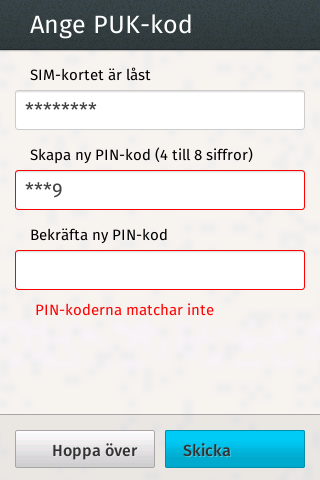 Ange PUK-kod
SIM-kortet är låst
********
Skapa ny PIN-kod (4 till 8 siffror)
***9
Bekräfta ny PIN-kod
PIN-koderna matchar inte
Hoppa över
Skicka